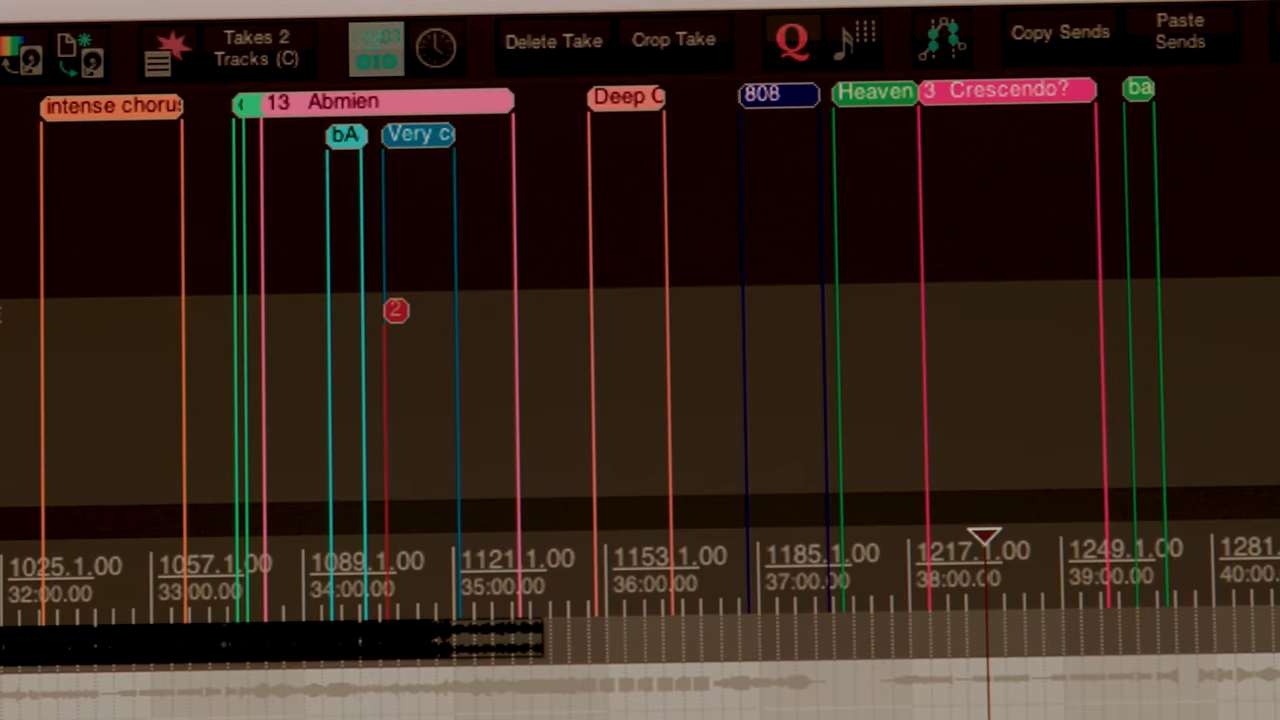 Takes 2
Tracks (C)
Delete Take
Crop Take
Q
Copy Sends
Paste
Sends
intense chorus
13 Abmien
Deep C
808
Heaven
3 Crescendo?
ba
bA
Very c
2
1025.1.00
1057.1.00
1089.1.00
1121.1.00
1153.1.00
1185.1.00
1217.1.00
1249.1.00
1281.
32:00.00
33:00.00
34:00.00
35:00.00
36:00.00
37:00.00
38:00.00
39:00.00
40:00.